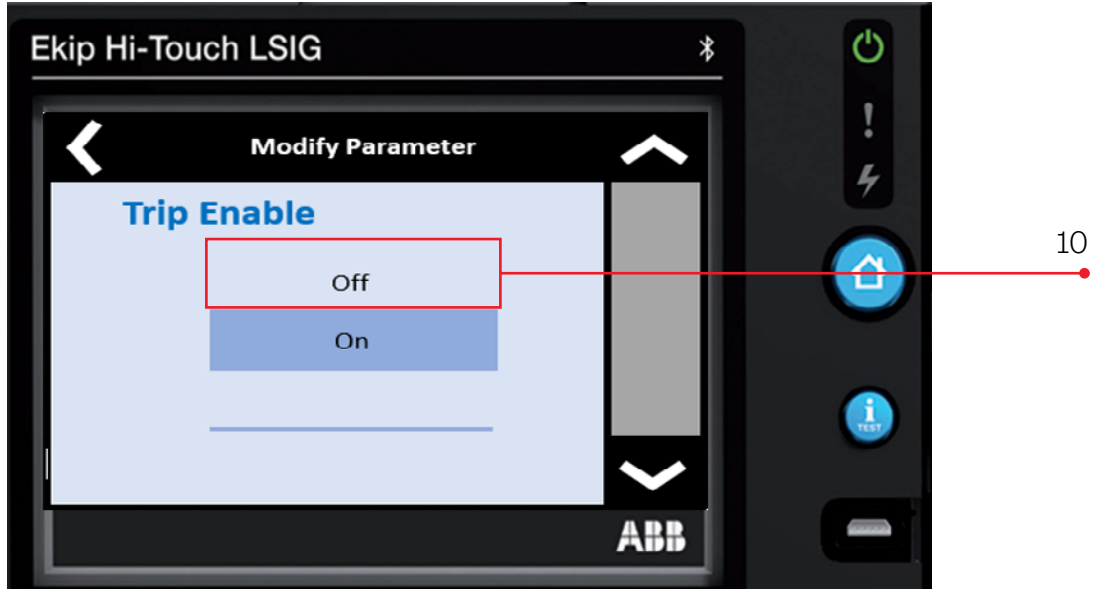 Ekip Hi-Touch LSIG
Modify Parameter
Trip Enable
Off
On
10
TEST
ABB